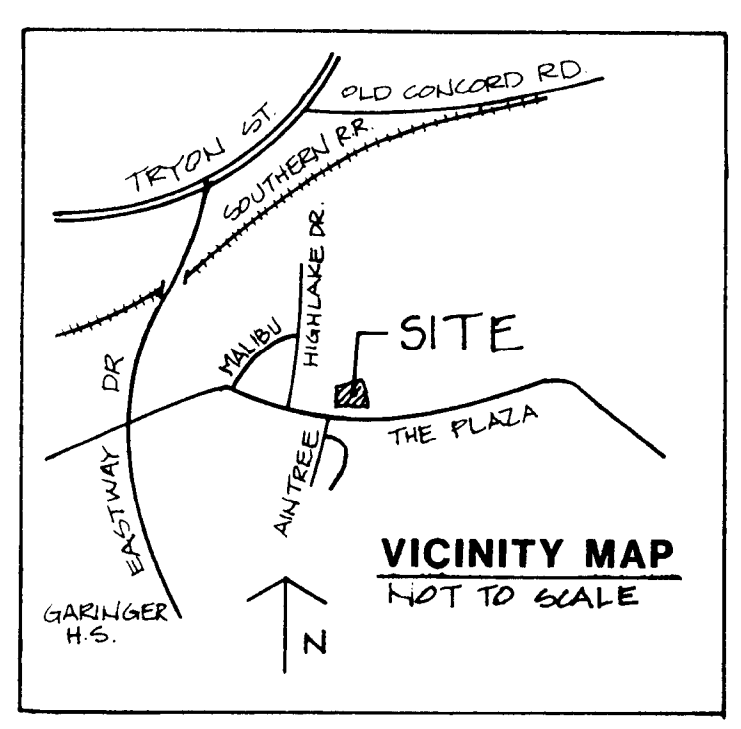 OLD CONCORD RD.
TRYON ST.
SOUTHERN R.R.
HIGHLAKE DR.
MALIBU
SITE
EASTWAY DR
THE PLAZA
AINTREE
VICINITY MAP
NOT TO SCALE
GARINGER
H.S.
N